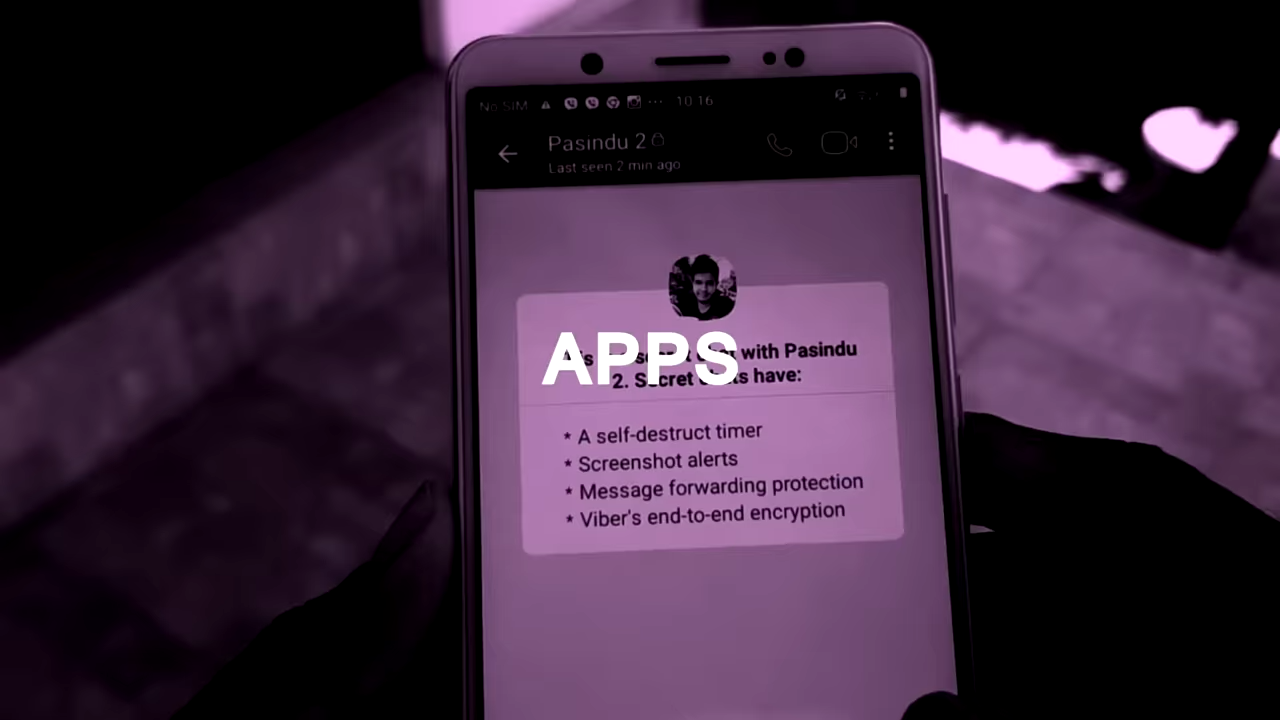 No SIM
10:16
Pasindu 2
Last seen 2 min ago
APPS
with Pasindu
2. Secret chats have:
* A self-destruct timer
* Screenshot alerts
* Message forwarding protection
* Viber's end-to-end encryption